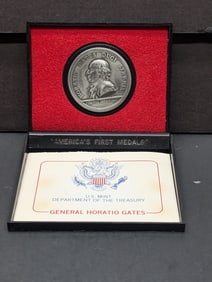 "AMERICA'S FIRST MEDALS"
U.S. MINT
DEPARTMENT OF THE TREASURY
GENERAL HORATIO GATES